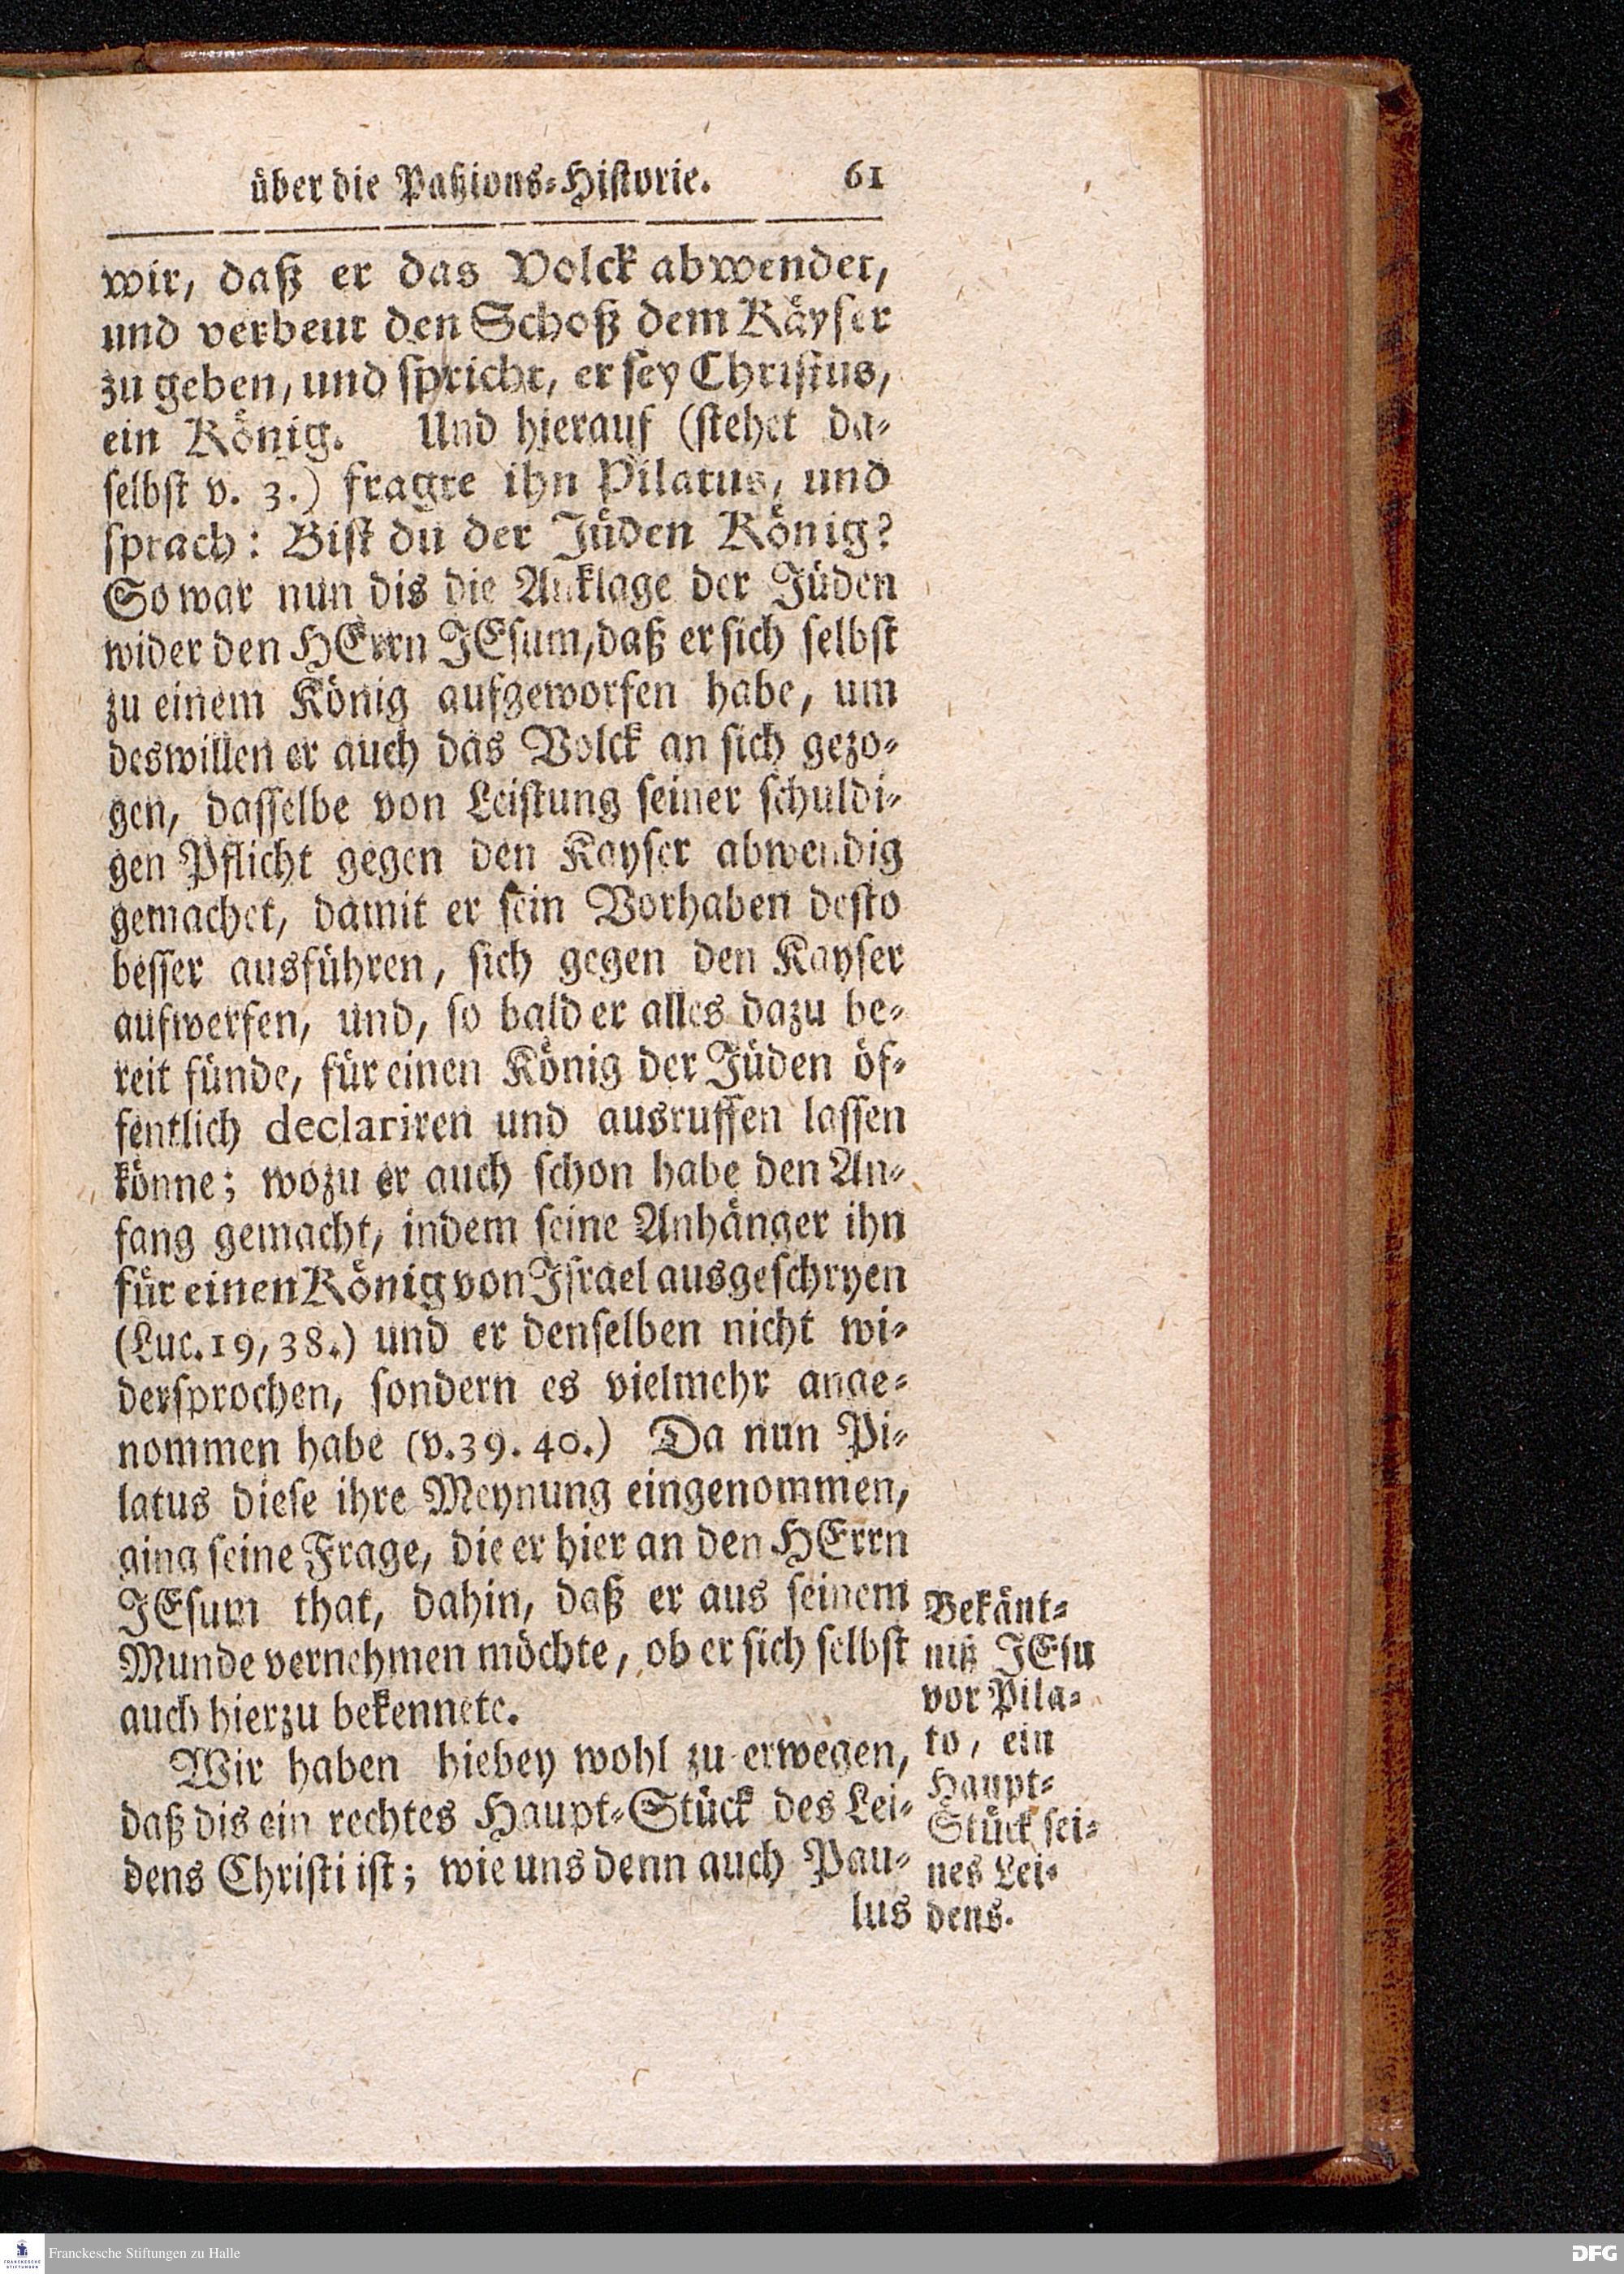 über die Paßions-Historie. 61
wir, daß er das Volck abwendet,
und verbeut den Schoß dem Käyser
zu geben, und spricht, er sey Christus,
ein König. Und hierauf (stehet da-
selbst v. 3.) fragte ihn Pilatus, und
sprach: Bist du der Jüden König?
So war nun dis die Anklage der Jüden
wider den HErrn JEsum, daß er sich selbst
zu einem König aufgeworfen habe, um
deswillen er auch das Volck an sich gezo-
gen, dasselbe von Leistung seiner schuldi-
gen Pflicht gegen den Kayser abwendig
gemachet, damit er sein Vorhaben desto
besser ausführen, sich gegen den Kayser
aufwerfen, und, so bald er alles dazu be-
reit fünde, für einen König der Jüden öf-
fentlich declariren und ausruffen lassen
könne; wozu er auch schon habe den An-
fang gemacht, indem seine Anhänger ihn
für einen König von Israel ausgeschryen
(Luc. 19, 38.) und er denselben nicht wi-
dersprochen, sondern es vielmehr ange-
nommen habe (v. 39. 40.) Da nun Pi-
latus diese ihre Meynung eingenommen,
ging seine Frage, die er hier an den HErrn
JEsum that, dahin, daß er aus seinem
Munde vernehmen möchte, ob er sich selbst
auch hierzu bekennete.
Wir haben hiebey wohl zu erwegen,
daß dis ein rechtes Haupt-Stück des Lei-
dens Christi ist; wie uns denn auch Pau-
lus
Bekänt-
niß JEsu
vor Pila-
to, ein
Haupt-
Stück sei-
nes Lei-
dens.
FRANCKESCHE STIFTUNGEN
Franckesche Stiftungen zu Halle
DFG